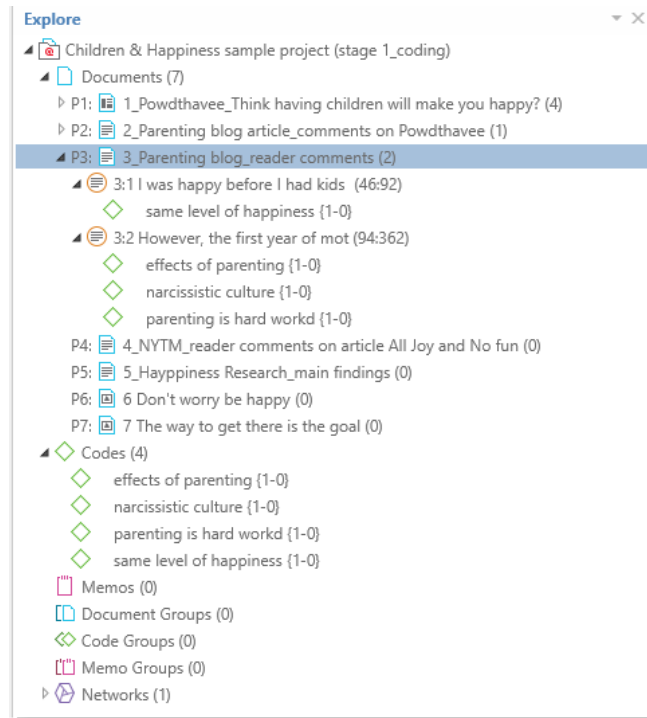 Explore
Children & Happiness sample project (stage 1_coding)
Documents (7)
P1: 1_Powdthavee_Think having children will make you happy? (4)
P2: 2_Parenting blog article_comments on Powdthavee (1)
P3: 3_Parenting blog_reader comments (2)
3:1 I was happy before I had kids (46:92)
same level of happiness {1-0}
3:2 However, the first year of mot (94:362)
effects of parenting {1-0}
narcissistic culture {1-0}
parenting is hard workd {1-0}
P4: 4_NYTM_reader comments on article All Joy and No fun (0)
P5: 5_Hayppiness Research_main findings (0)
P6: 6 Don't worry be happy (0)
P7: 7 The way to get there is the goal (0)
Codes (4)
effects of parenting {1-0}
narcissistic culture {1-0}
parenting is hard workd {1-0}
same level of happiness {1-0}
Memos (0)
Document Groups (0)
Code Groups (0)
Memo Groups (0)
Networks (1)